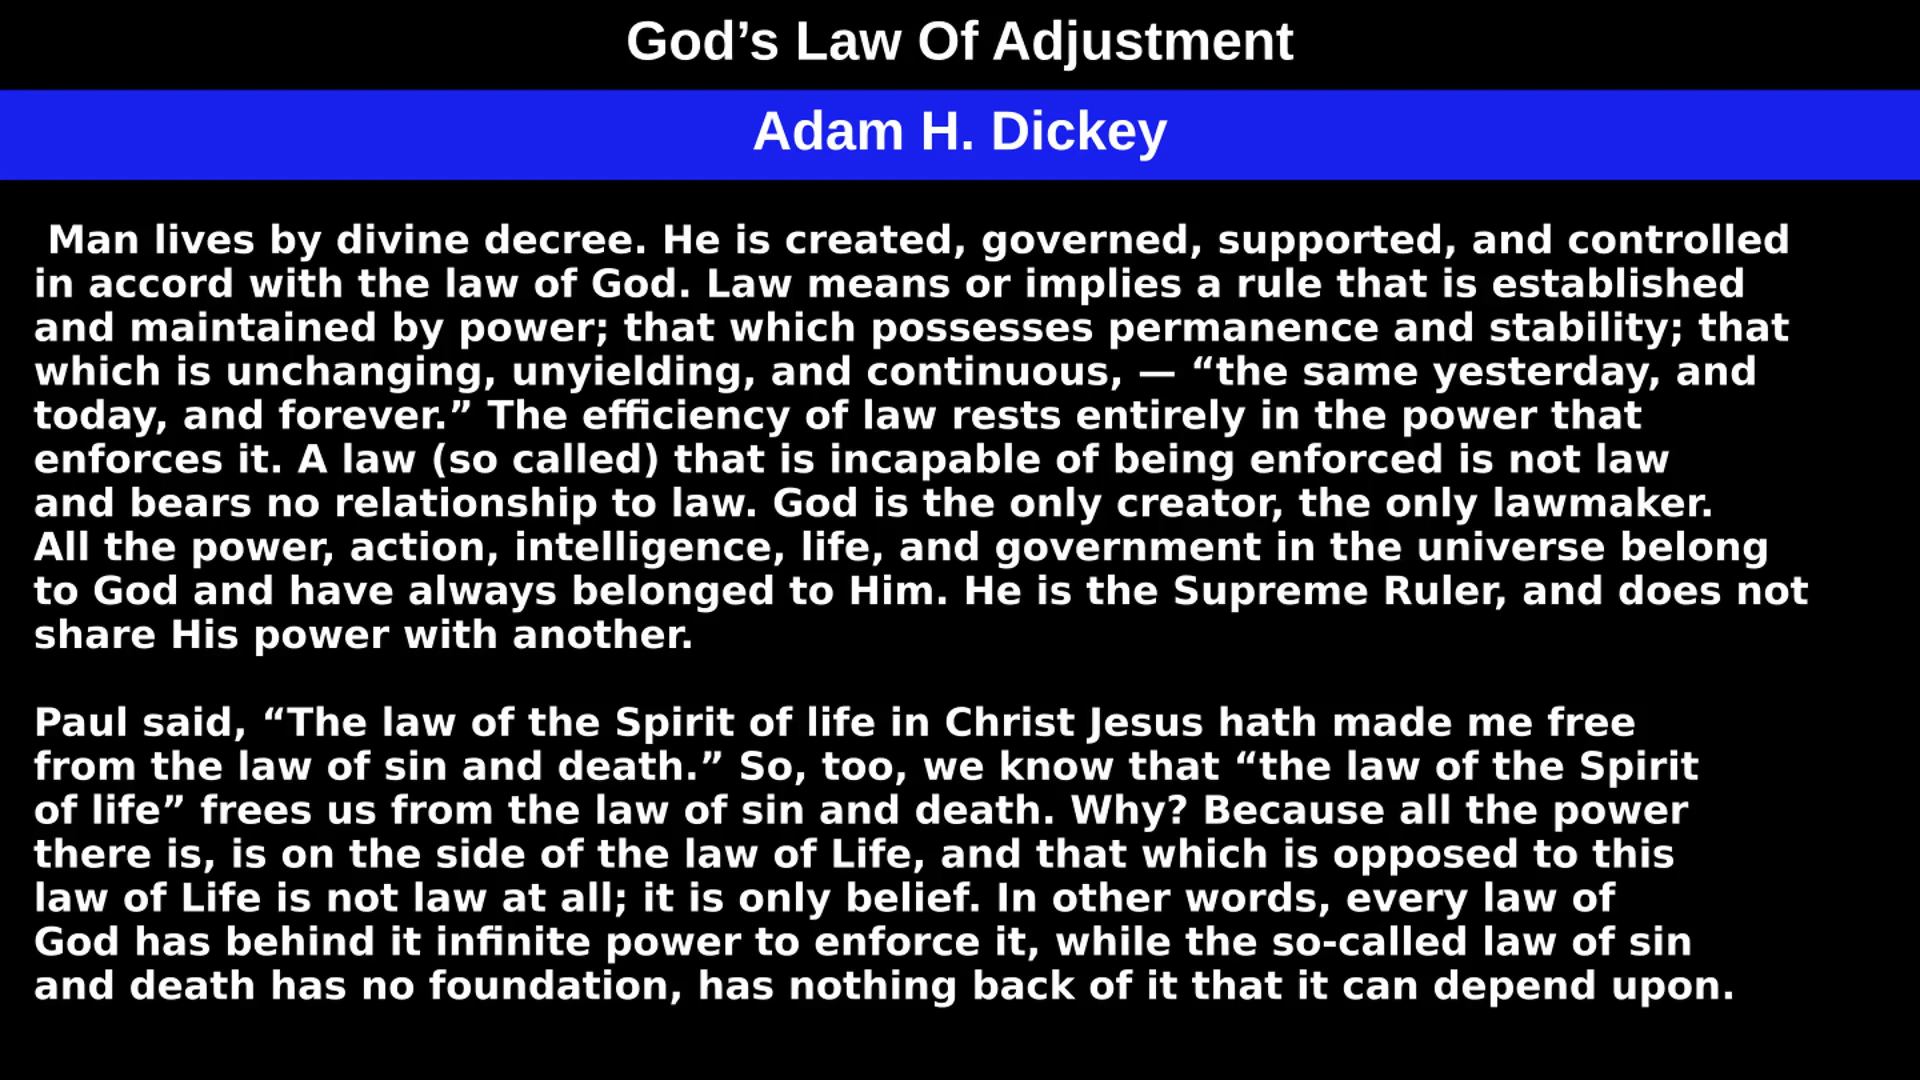 God’s Law Of Adjustment
Adam H. Dickey
Man lives by divine decree. He is created, governed, supported, and controlled
in accord with the law of God. Law means or implies a rule that is established
and maintained by power; that which possesses permanence and stability; that
which is unchanging, unyielding, and continuous, — “the same yesterday, and
today, and forever.” The efficiency of law rests entirely in the power that
enforces it. A law (so called) that is incapable of being enforced is not law
and bears no relationship to law. God is the only creator, the only lawmaker.
All the power, action, intelligence, life, and government in the universe belong
to God and have always belonged to Him. He is the Supreme Ruler, and does not
share His power with another.
Paul said, “The law of the Spirit of life in Christ Jesus hath made me free
from the law of sin and death.” So, too, we know that “the law of the Spirit
of life” frees us from the law of sin and death. Why? Because all the power
there is, is on the side of the law of Life, and that which is opposed to this
law of Life is not law at all; it is only belief. In other words, every law of
God has behind it infinite power to enforce it, while the so-called law of sin
and death has no foundation, has nothing back of it that it can depend upon.